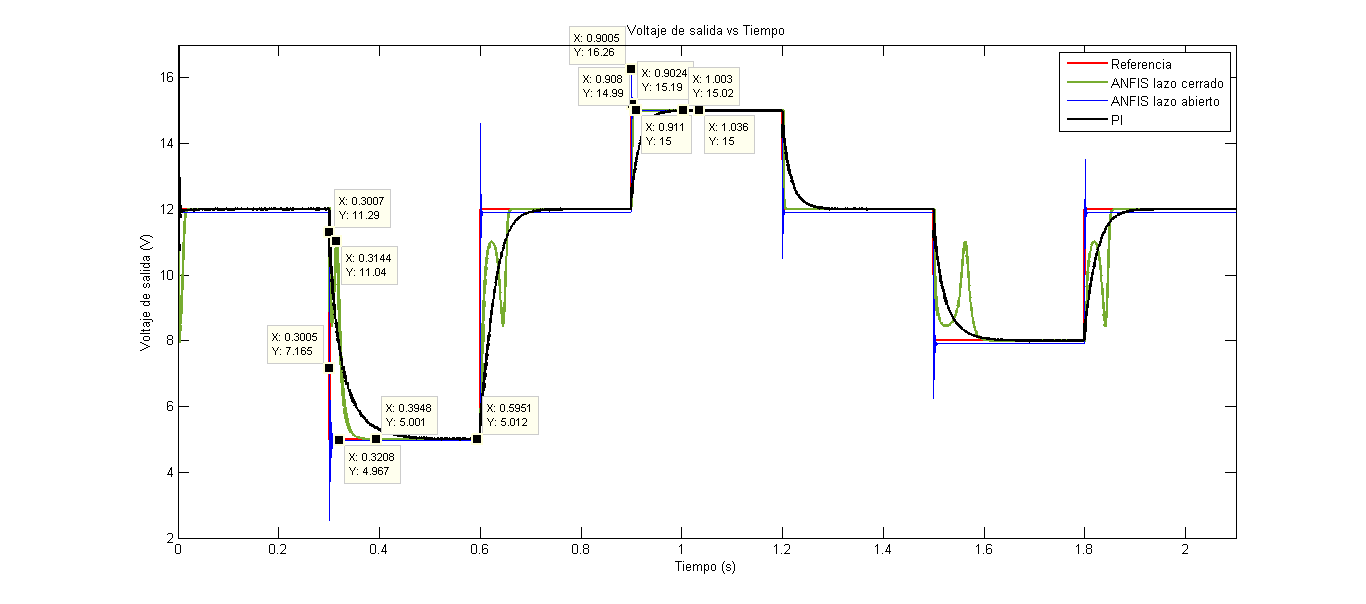 Voltaje de salida vs Tiempo
X: 0.9005
Y: 16.26
X: 0.908
Y: 14.99
X: 0.9024
Y: 15.19
X: 1.003
Y: 15.02
X: 0.911
Y: 15
X: 1.036
Y: 15
Referencia
ANFIS lazo cerrado
ANFIS lazo abierto
PI
X: 0.3007
Y: 11.29
X: 0.3144
Y: 11.04
X: 0.3005
Y: 7.165
X: 0.3948
Y: 5.001
X: 0.5951
Y: 5.012
X: 0.3208
Y: 4.967
Voltaje de salida (V)
16
14
12
10
8
6
4
2
0
0.2
0.4
0.6
0.8
1
1.2
1.4
1.6
1.8
2
Tiempo (s)